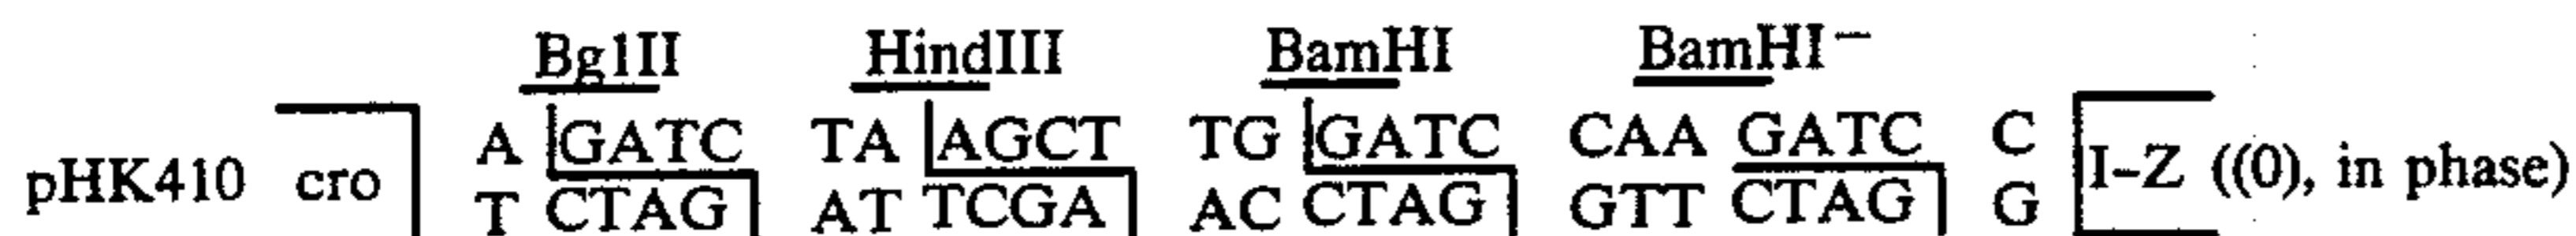 Bg1II HindIII BamHI BamHI−
A GATC TA AGCT TG GATC CAA GATC C
pHK410 cro I-Z ((0), in phase)
T CTAG AT TCGA AC CTAG GTT CTAG G